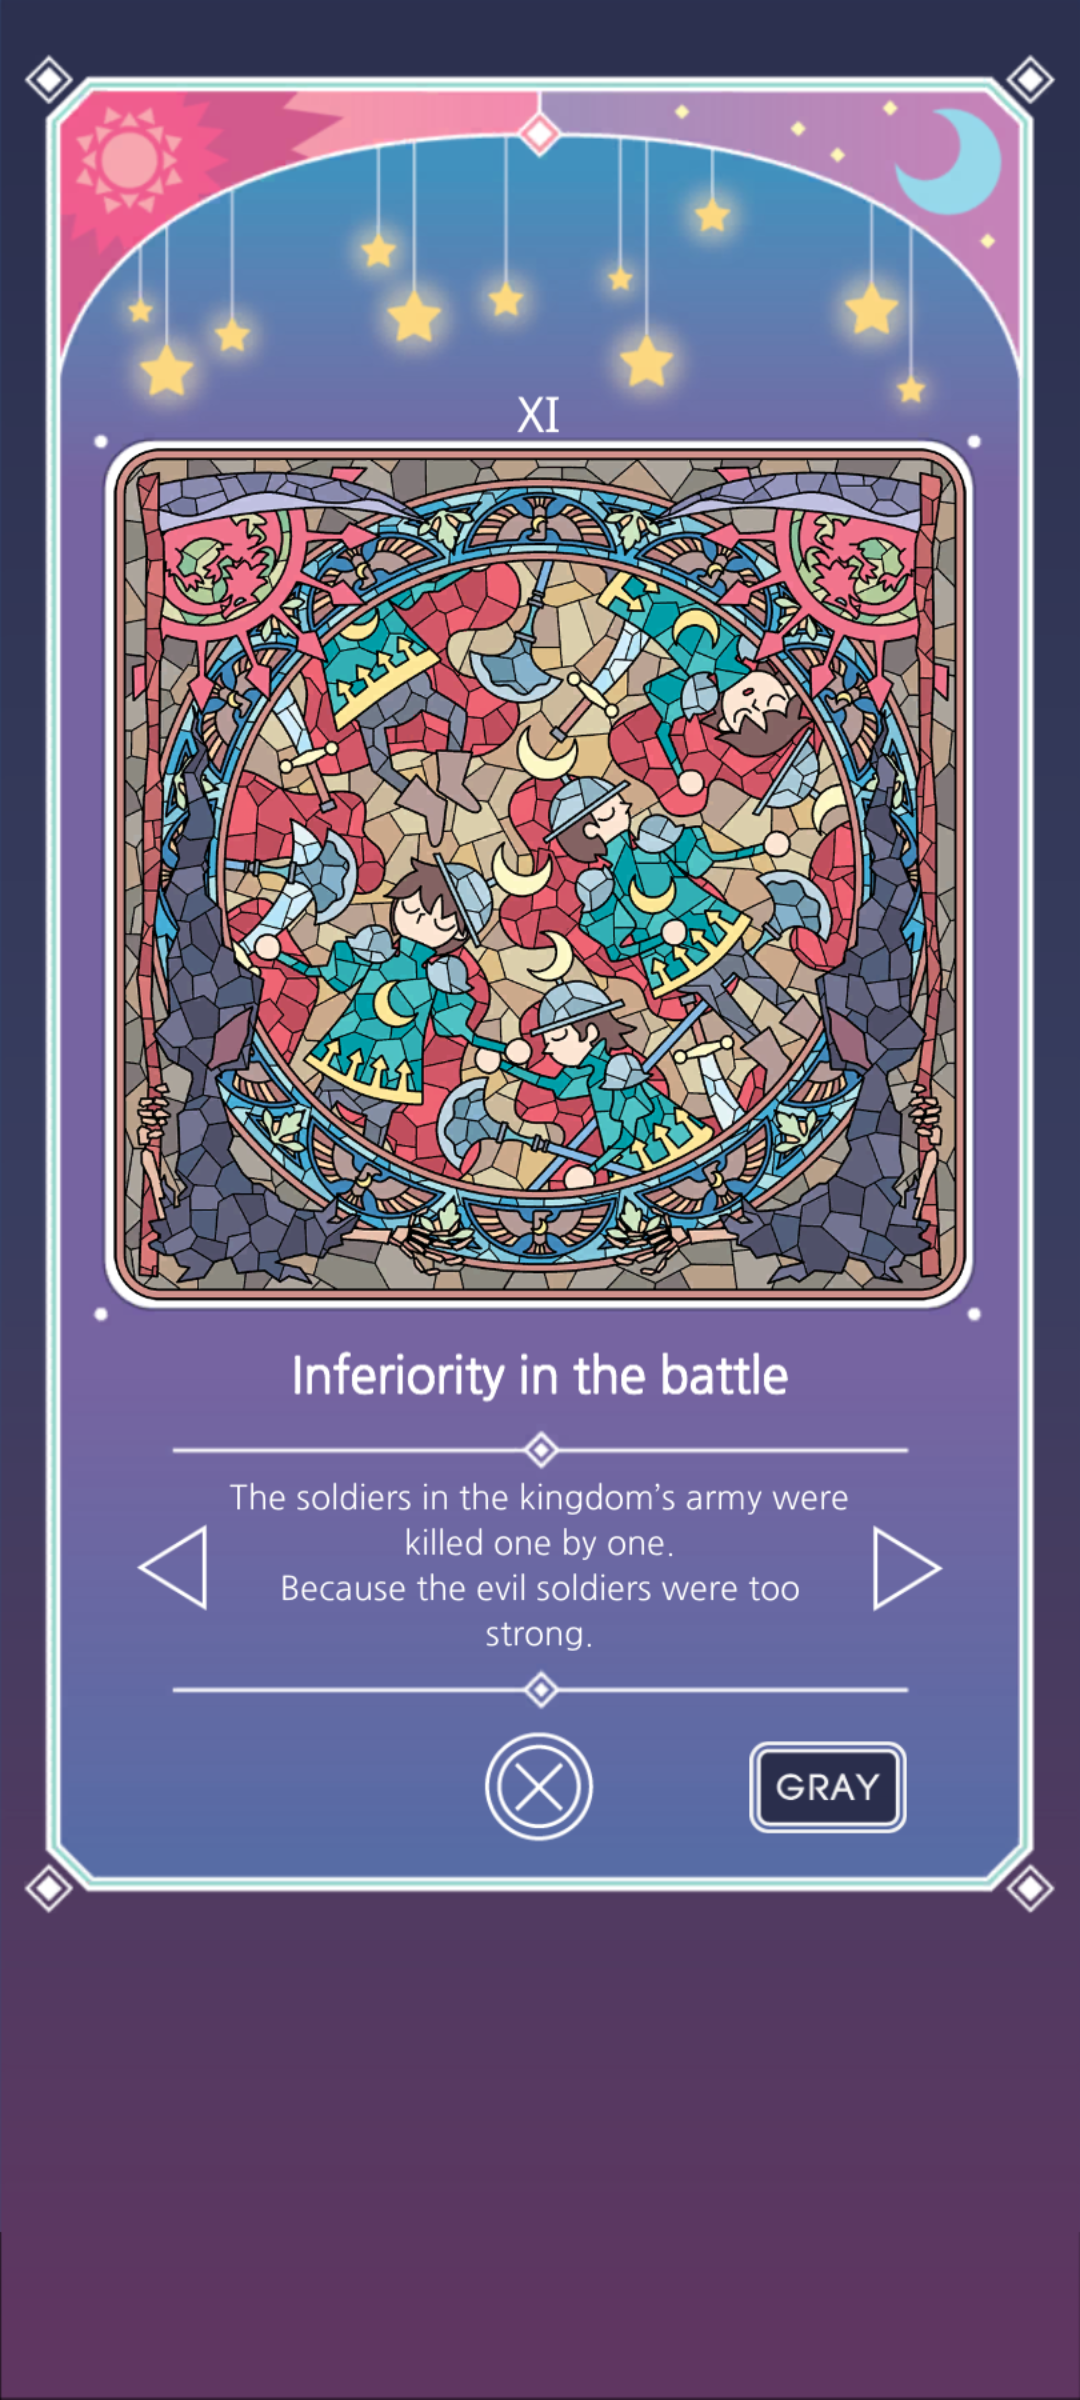 XI
Inferiority in the battle
The soldiers in the kingdom’s army were
killed one by one.
Because the evil soldiers were too
strong.
GRAY